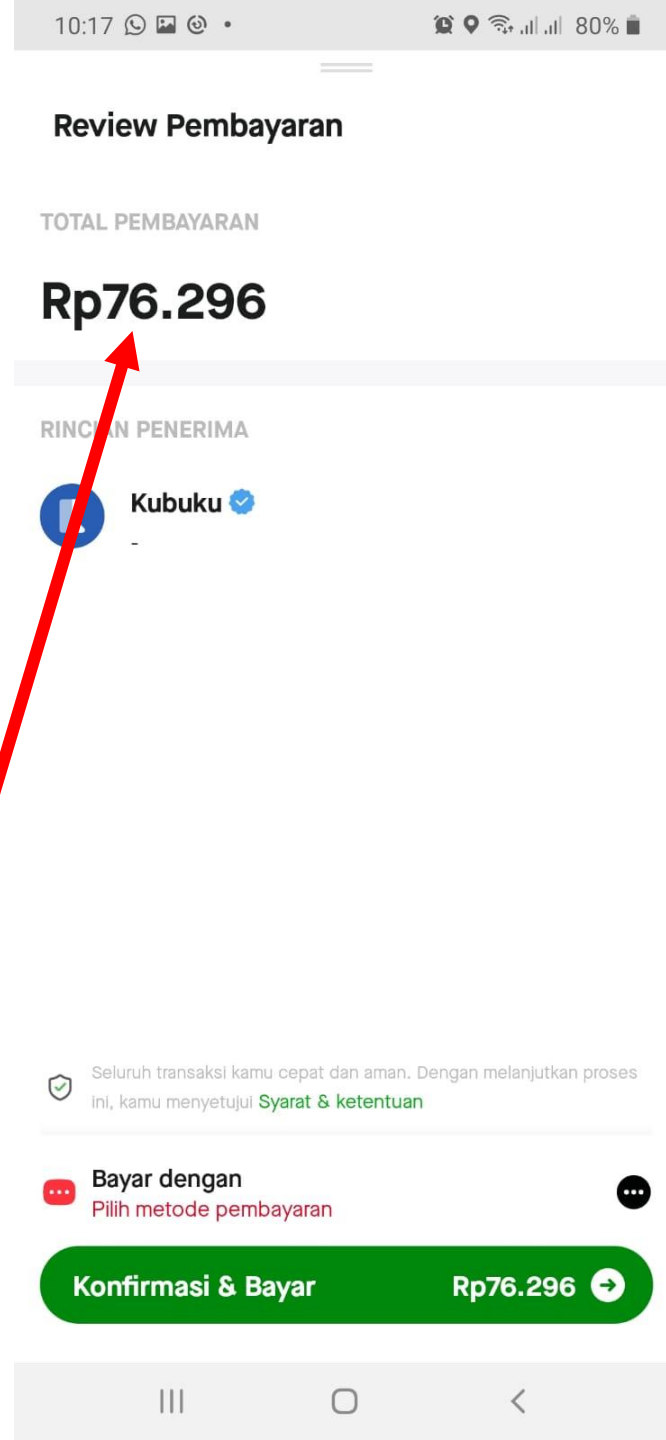 10:17
80%
Review Pembayaran
TOTAL PEMBAYARAN
Rp76.296
RINCIAN PENERIMA
Kubuku
-
Seluruh transaksi kamu cepat dan aman. Dengan melanjutkan proses
ini, kamu menyetujui Syarat & ketentuan
Bayar dengan
Pilih metode pembayaran
Konfirmasi & Bayar Rp76.296